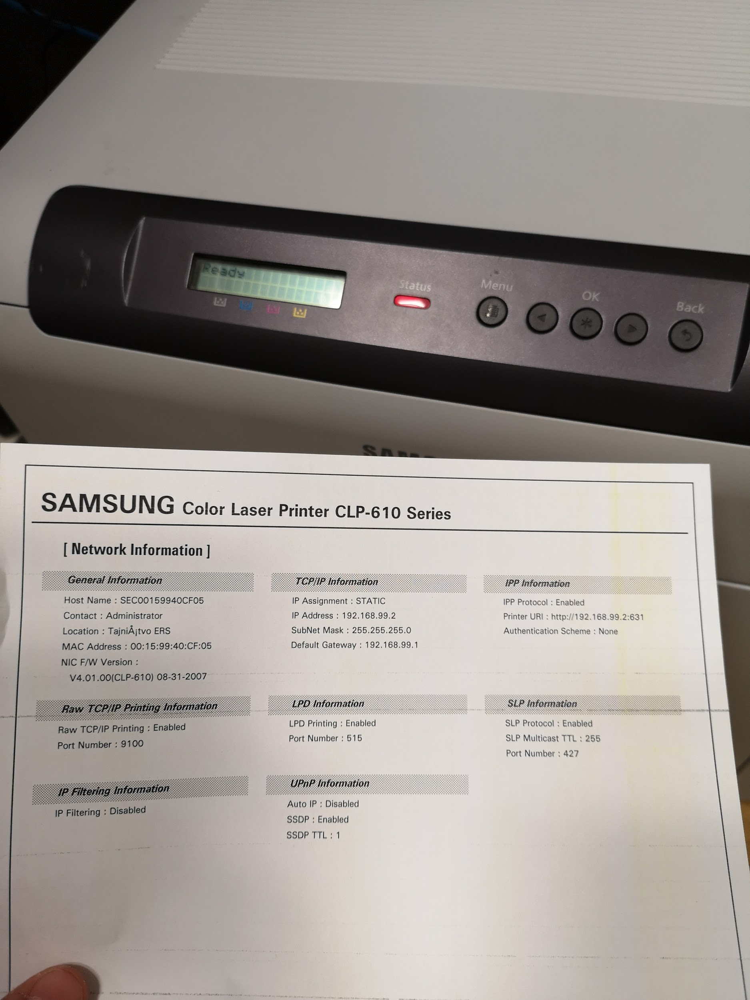 Ready
Status
Menu
OK
Back
SAMSUNG Color Laser Printer CLP-610 Series
[ Network Information ]
General Information
Host Name : SEC00159940CF05
Contact : Administrator
Location : TajniÅ¡tvo ERS
MAC Address : 00:15:99:40:CF:05
NIC F/W Version :
V4.01.00(CLP-610) 08-31-2007
TCP/IP Information
IP Assignment : STATIC
IP Address : 192.168.99.2
SubNet Mask : 255.255.255.0
Default Gateway : 192.168.99.1
IPP Information
IPP Protocol : Enabled
Printer URI : http://192.168.99.2:631
Authentication Scheme : None
Raw TCP/IP Printing Information
Raw TCP/IP Printing : Enabled
Port Number : 9100
LPD Information
LPD Printing : Enabled
Port Number : 515
SLP Information
SLP Protocol : Enabled
SLP Multicast TTL : 255
Port Number : 427
IP Filtering Information
IP Filtering : Disabled
UPnP Information
Auto IP : Disabled
SSDP : Enabled
SSDP TTL : 1